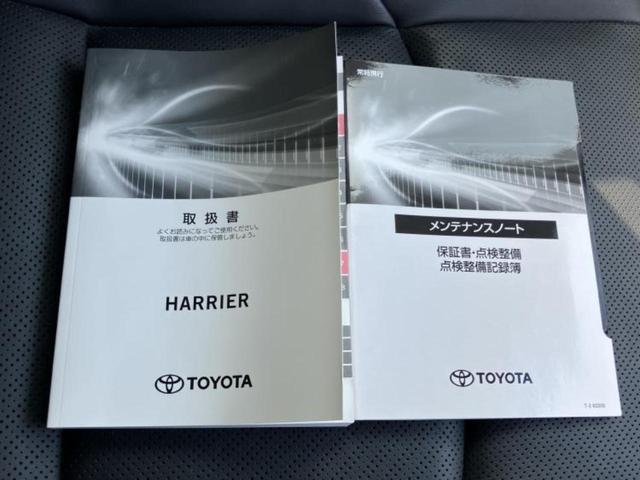 取扱書
よくお読みになってご使用ください。
取扱書は車の中に保管しましょう。
HARRIER
TOYOTA
常時携行
メンテナンスノート
保証書・点検整備
点検整備記録簿
TOYOTA